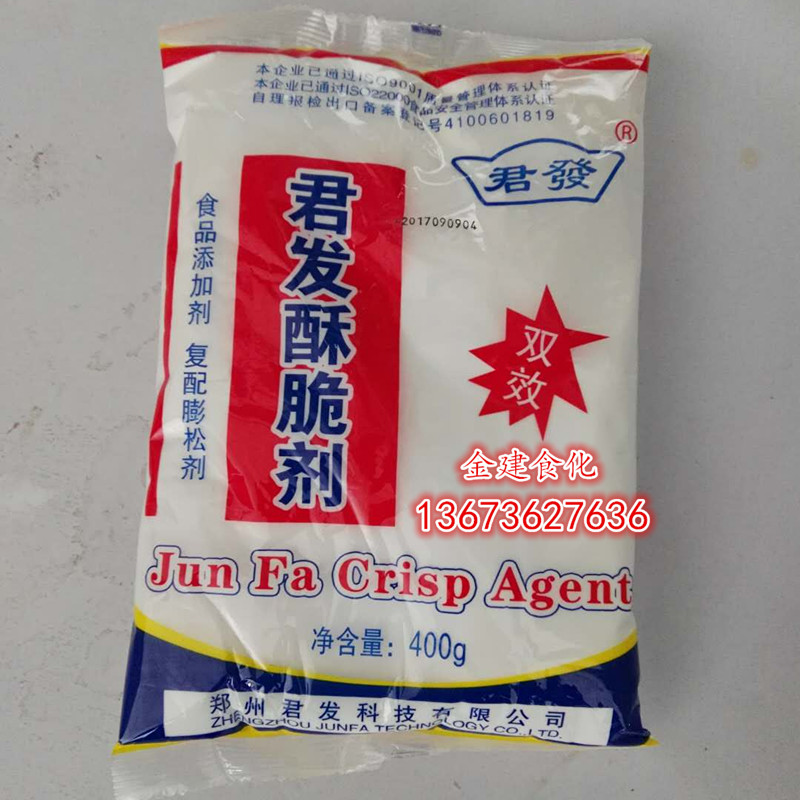 本企业已通过ISO9001质量管理体系认证
本企业已通过ISO22000食品安全管理体系认证
自理报检出口备案登记号4100601819
®
君發
2017090904
君发酥脆剂
食品添加剂 复配膨松剂
双效
金建食化
13673627636
Jun Fa Crisp Agent
净含量：400g
郑州君发科技有限公司
ZHENGZHOU JUNFA TECHNOLOGY CO.,LTD.